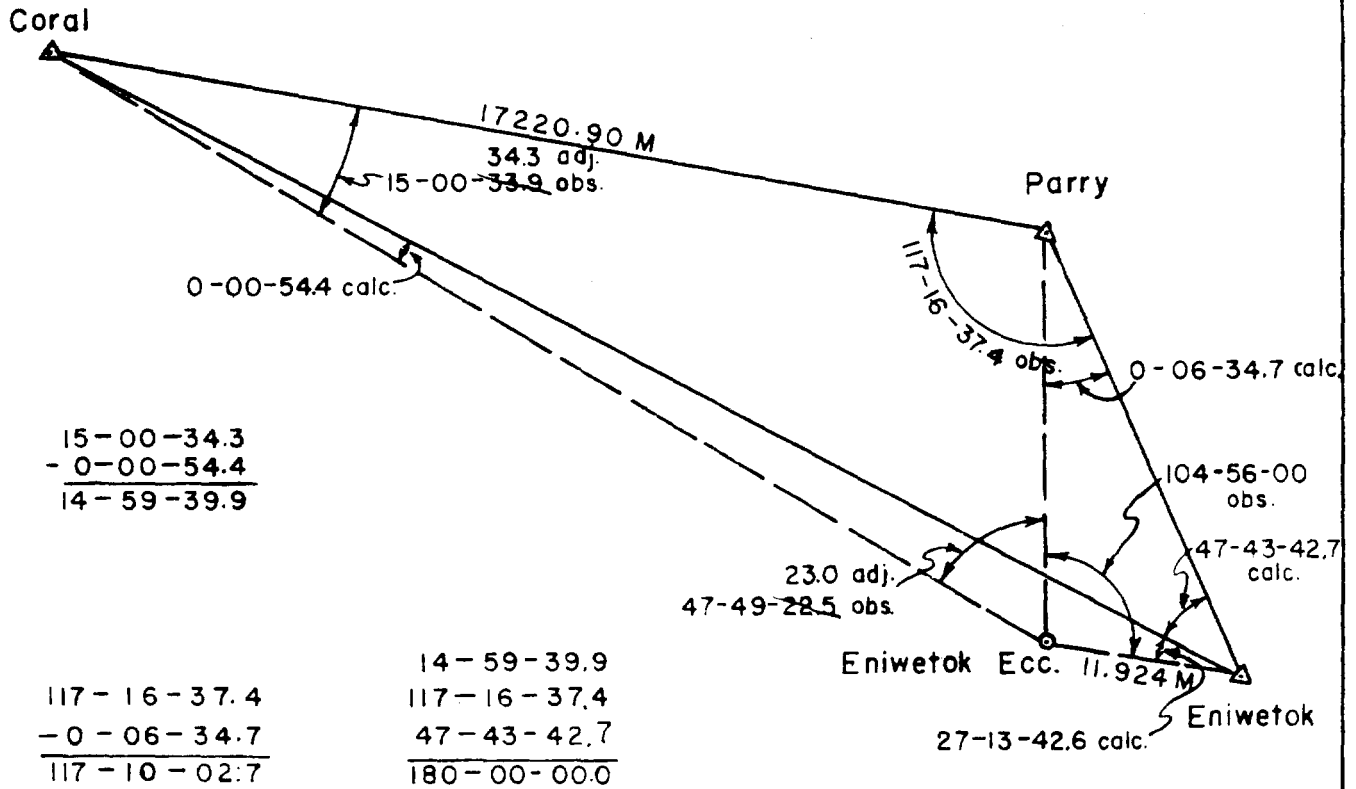 Coral
17220.90 M
34.3 adj.
15-00-33.9 obs.
Parry
0-00-54.4 calc.
117-16-37.4 obs.
0-06-34.7 calc.
15-00-34.3
- 0-00-54.4
14-59-39.9
104-56-00
obs.
47-43-42.7
calc.
23.0 adj.
47-49-22.5 obs.
Eniwetok Ecc.
11.924 M
Eniwetok
27-13-42.6 calc.
117-16-37.4
-0-06-34.7
117-10-02.7
14-59-39.9
117-16-37.4
47-43-42.7
180-00-00.0